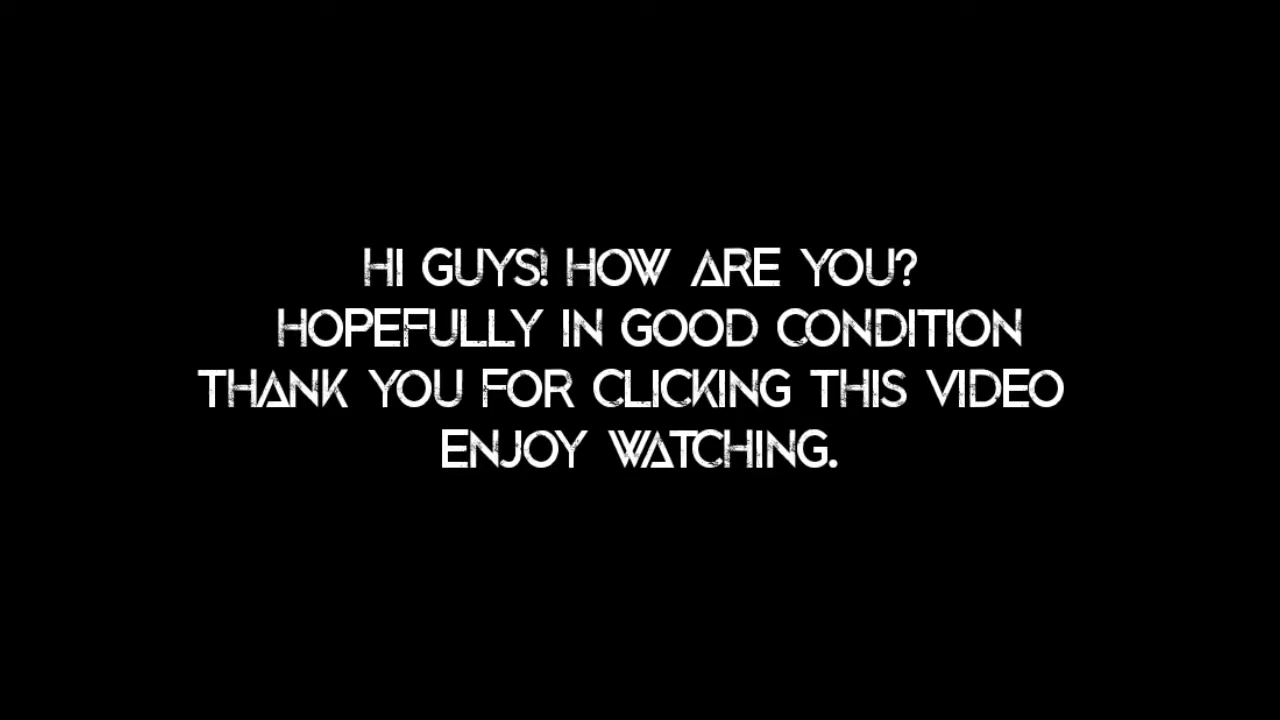 HI GUYS! HOW ARE YOU?
HOPEFULLY IN GOOD CONDITION
THANK YOU FOR CLICKING THIS VIDEO
ENJOY WATCHING.